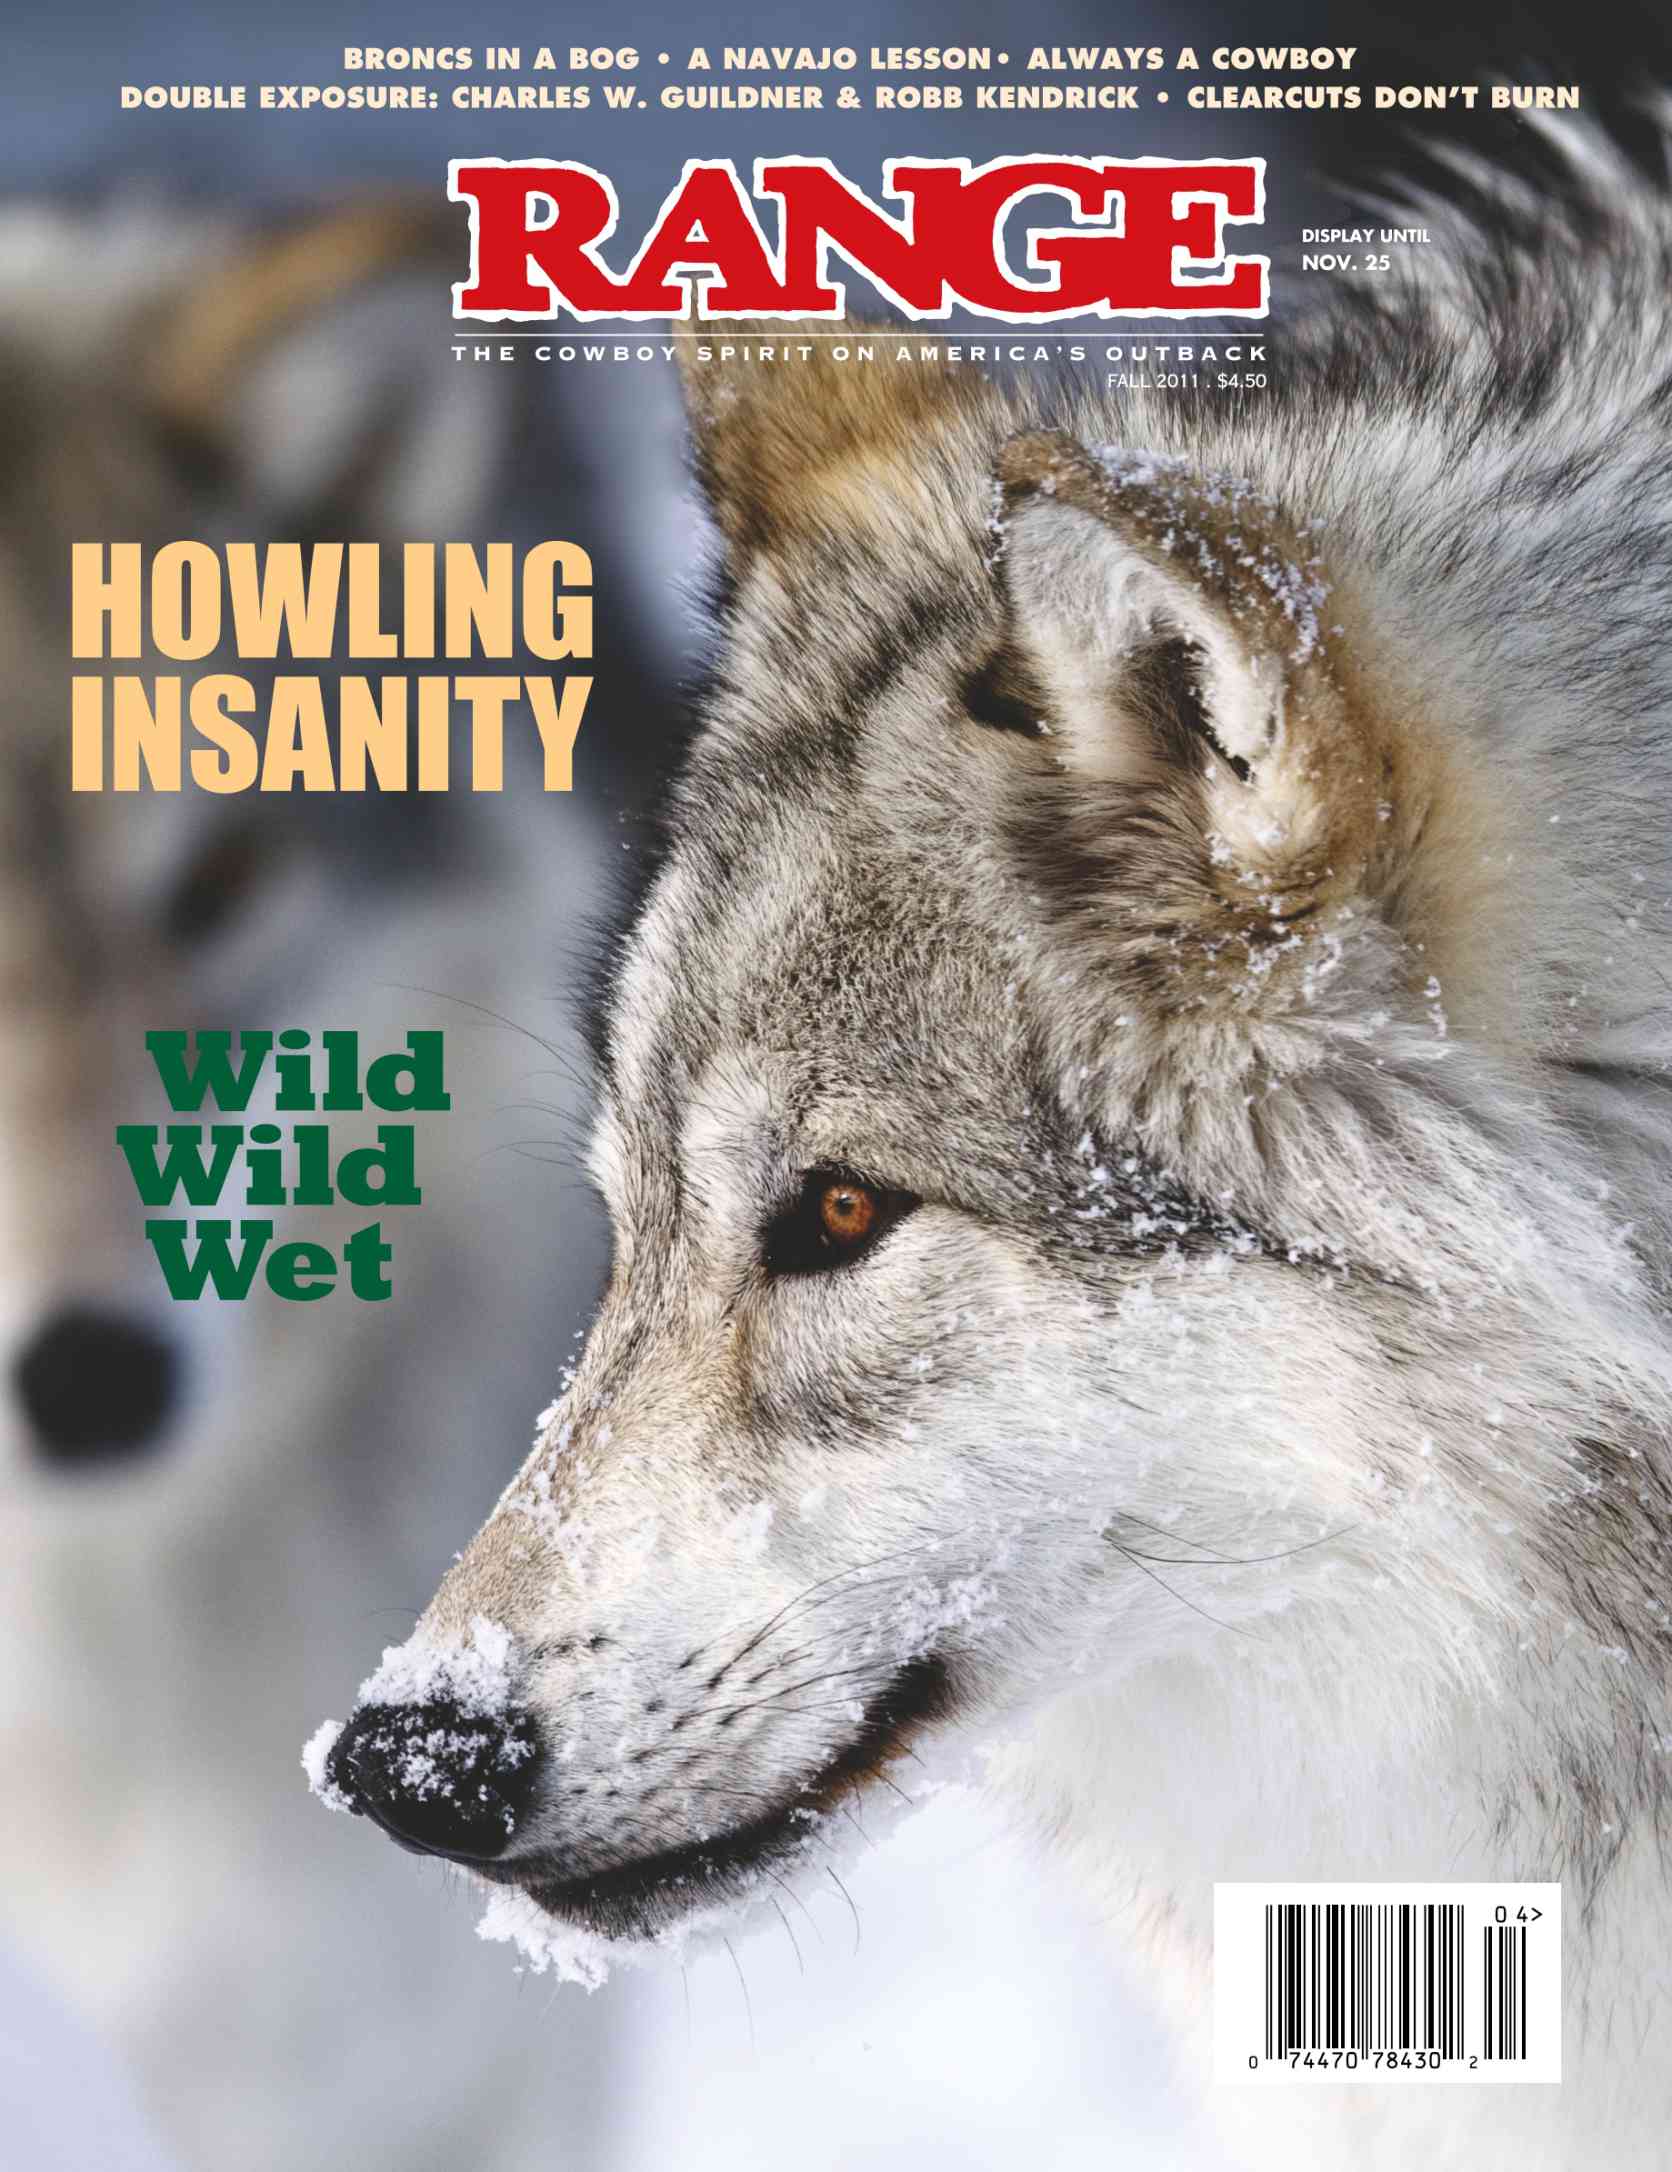 BRONCS IN A BOG • A NAVAJO LESSON • ALWAYS A COWBOY
DOUBLE EXPOSURE: CHARLES W. GUILDNER & ROBB KENDRICK • CLEARCUTS DON'T BURN
RANGE
DISPLAY UNTIL
NOV. 25
THE COWBOY SPIRIT ON AMERICA'S OUTBACK
FALL 2011 . $4.50
HOWLING
INSANITY
Wild
Wild
Wet
04>
0 74470 78430 2